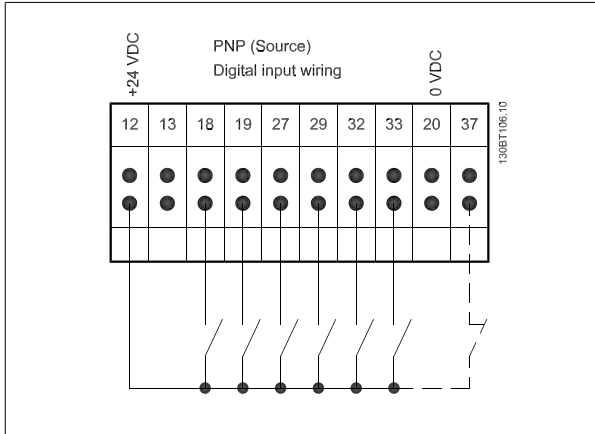 +24 VDC
PNP (Source)
Digital input wiring
0 VDC
12 13 18 19 27 29 32 33 20 37
130BT106.10